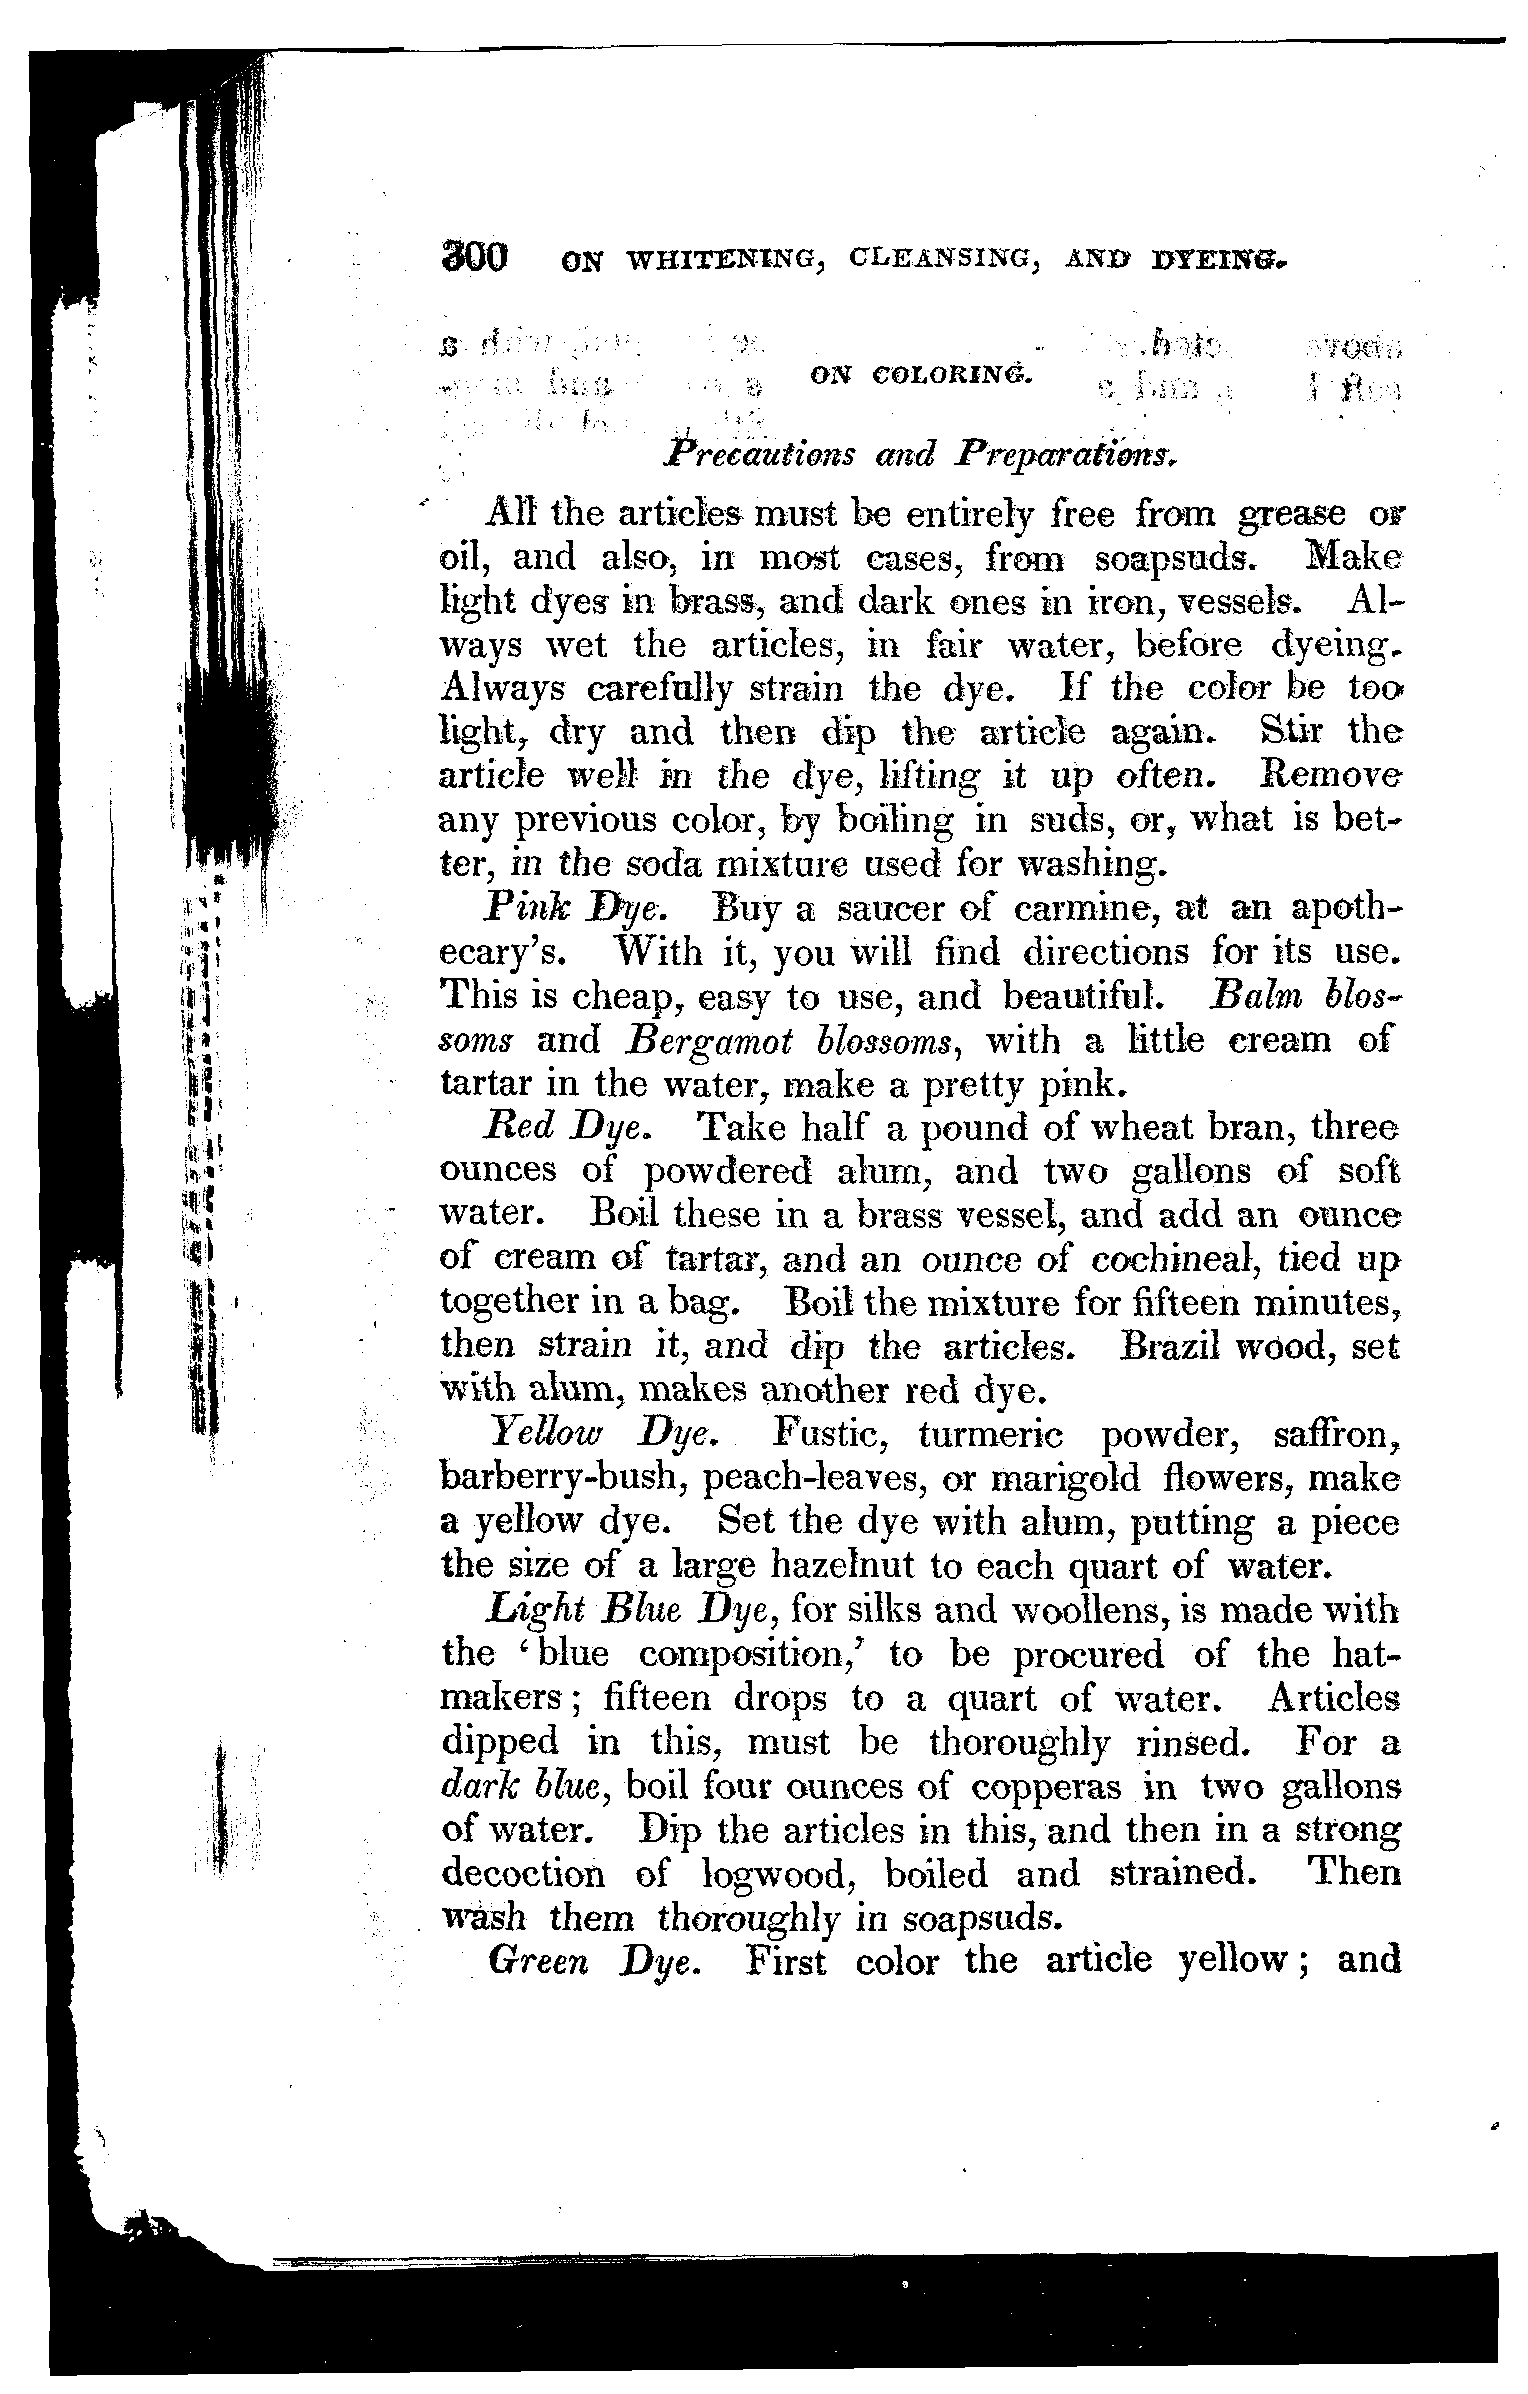 300 ON WHITENING, CLEANSING, AND DYEING.
ON COLORING.
Precautions and Preparations.
All the articles must be entirely free from grease or
oil, and also, in most cases, from soapsuds. Make
light dyes in brass, and dark ones in iron, vessels. Al-
ways wet the articles, in fair water, before dyeing.
Always carefully strain the dye. If the color be too
light, dry and then dip the article again. Stir the
article well in the dye, lifting it up often. Remove
any previous color, by boiling in suds, or, what is bet-
ter, in the soda mixture used for washing.
Pink Dye. Buy a saucer of carmine, at an apoth-
ecary's. With it, you will find directions for its use.
This is cheap, easy to use, and beautiful. Balm blos-
soms and Bergamot blossoms, with a little cream of
tartar in the water, make a pretty pink.
Red Dye. Take half a pound of wheat bran, three
ounces of powdered alum, and two gallons of soft
water. Boil these in a brass vessel, and add an ounce
of cream of tartar, and an ounce of cochineal, tied up
together in a bag. Boil the mixture for fifteen minutes,
then strain it, and dip the articles. Brazil wood, set
with alum, makes another red dye.
Yellow Dye. Fustic, turmeric powder, saffron,
barberry-bush, peach-leaves, or marigold flowers, make
a yellow dye. Set the dye with alum, putting a piece
the size of a large hazelnut to each quart of water.
Light Blue Dye, for silks and woollens, is made with
the 'blue composition,' to be procured of the hat-
makers; fifteen drops to a quart of water. Articles
dipped in this, must be thoroughly rinsed. For a
dark blue, boil four ounces of copperas in two gallons
of water. Dip the articles in this, and then in a strong
decoction of logwood, boiled and strained. Then
wash them thoroughly in soapsuds.
Green Dye. First color the article yellow; and